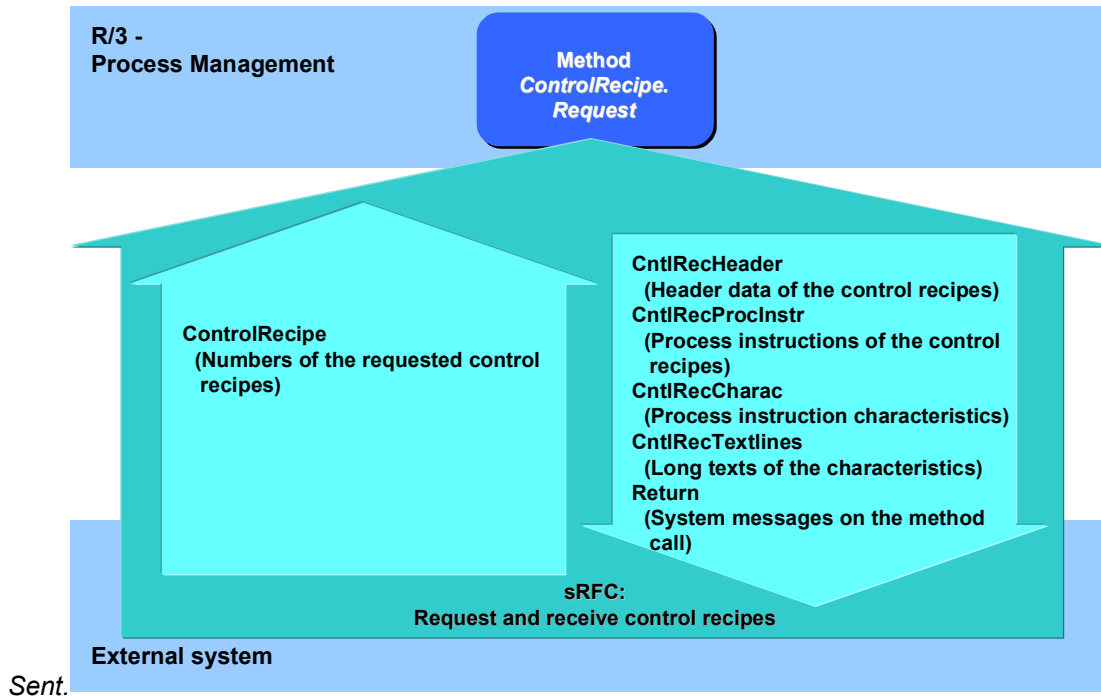 R/3 -
Process Management
Method
ControlRecipe.
Request
ControlRecipe
(Numbers of the requested control
recipes)
CntlRecHeader
(Header data of the control recipes)
CntlRecProcInstr
(Process instructions of the control
recipes)
CntlRecCharac
(Process instruction characteristics)
CntlRecTextlines
(Long texts of the characteristics)
Return
(System messages on the method
call)
sRFC:
Request and receive control recipes
External system
Sent.